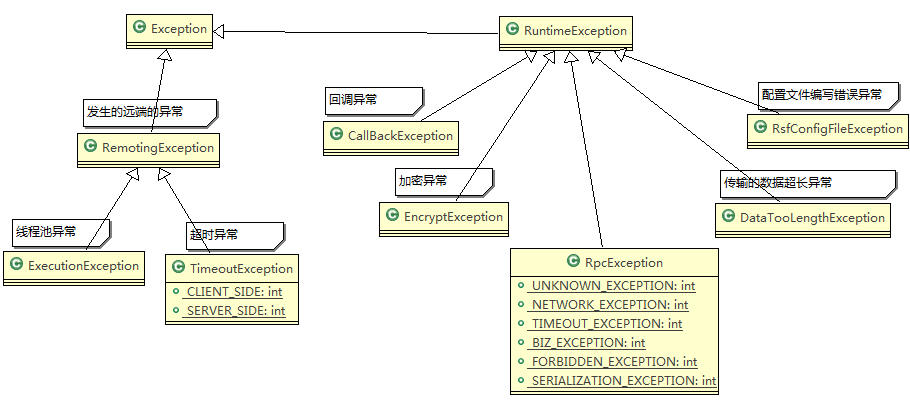 Exception
RuntimeException
发生的远端的异常
RemotingException
回调异常
CallBackException
配置文件编写错误异常
RsfConfigFileException
加密异常
EncryptException
传输的数据超长异常
DataTooLengthException
线程池异常
ExecutionException
超时异常
TimeoutException
CLIENT_SIDE: int
SERVER_SIDE: int
RpcException
UNKNOWN_EXCEPTION: int
NETWORK_EXCEPTION: int
TIMEOUT_EXCEPTION: int
BIZ_EXCEPTION: int
FORBIDDEN_EXCEPTION: int
SERIALIZATION_EXCEPTION: int